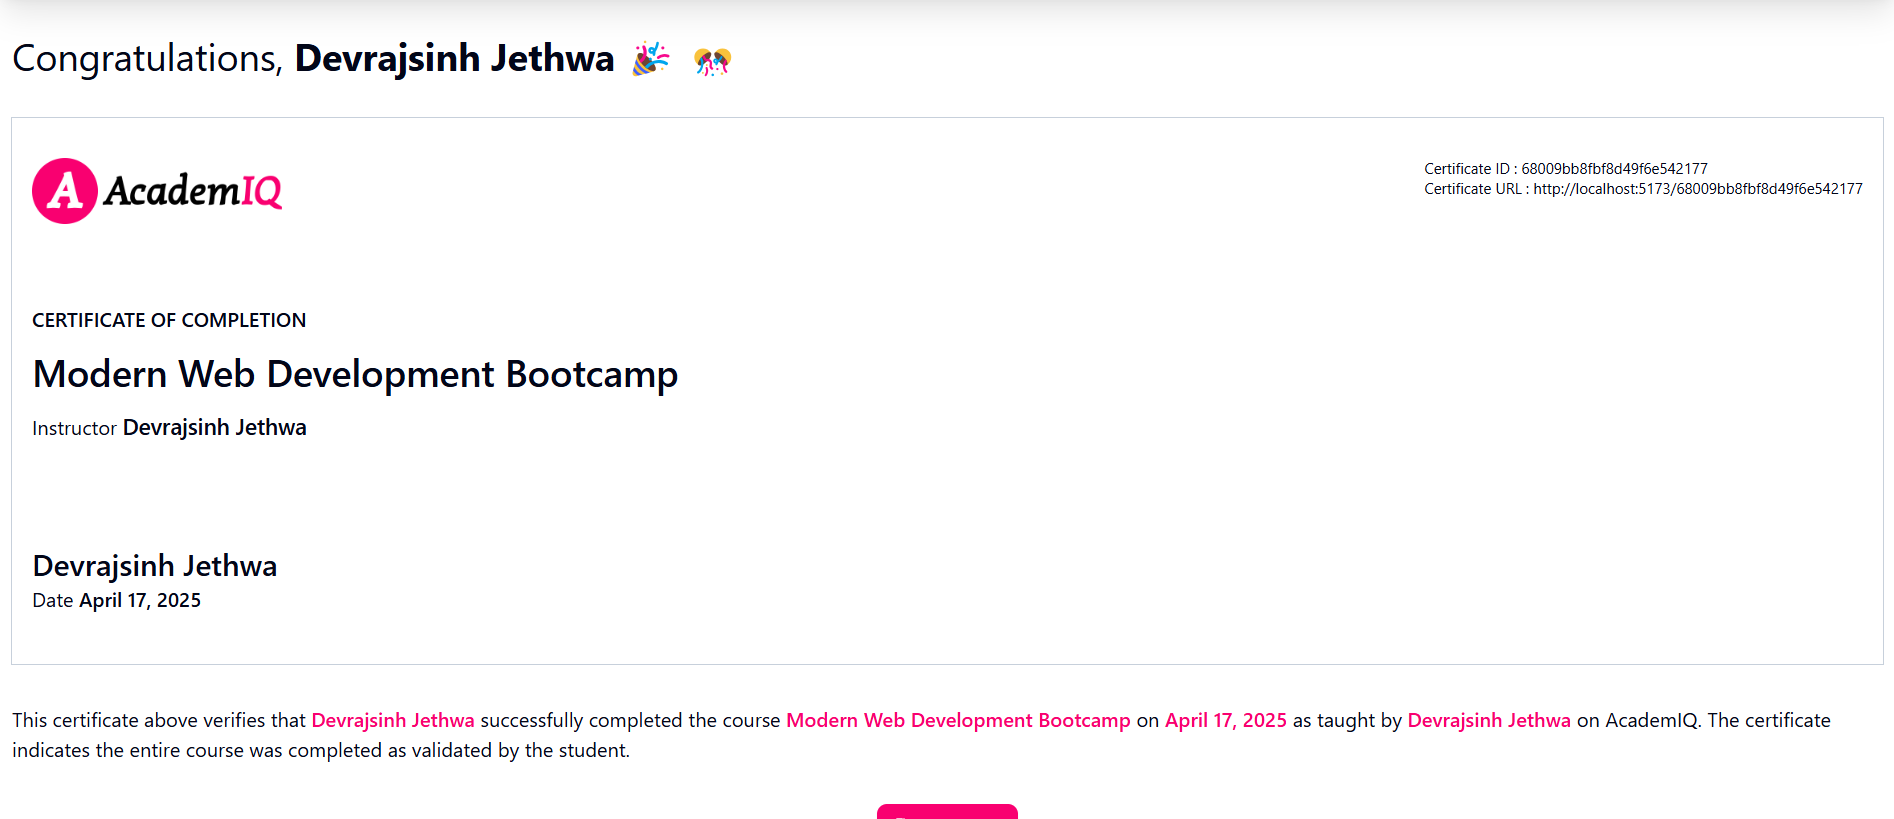 Congratulations, Devrajsinh Jethwa 🎉 🎊
A AcademIQ
Certificate ID : 68009bb8fbf8d49f6e542177
Certificate URL : http://localhost:5173/68009bb8fbf8d49f6e542177
CERTIFICATE OF COMPLETION
Modern Web Development Bootcamp
Instructor Devrajsinh Jethwa
Devrajsinh Jethwa
Date April 17, 2025
This certificate above verifies that Devrajsinh Jethwa successfully completed the course Modern Web Development Bootcamp on April 17, 2025 as taught by Devrajsinh Jethwa on AcademIQ. The certificate
indicates the entire course was completed as validated by the student.